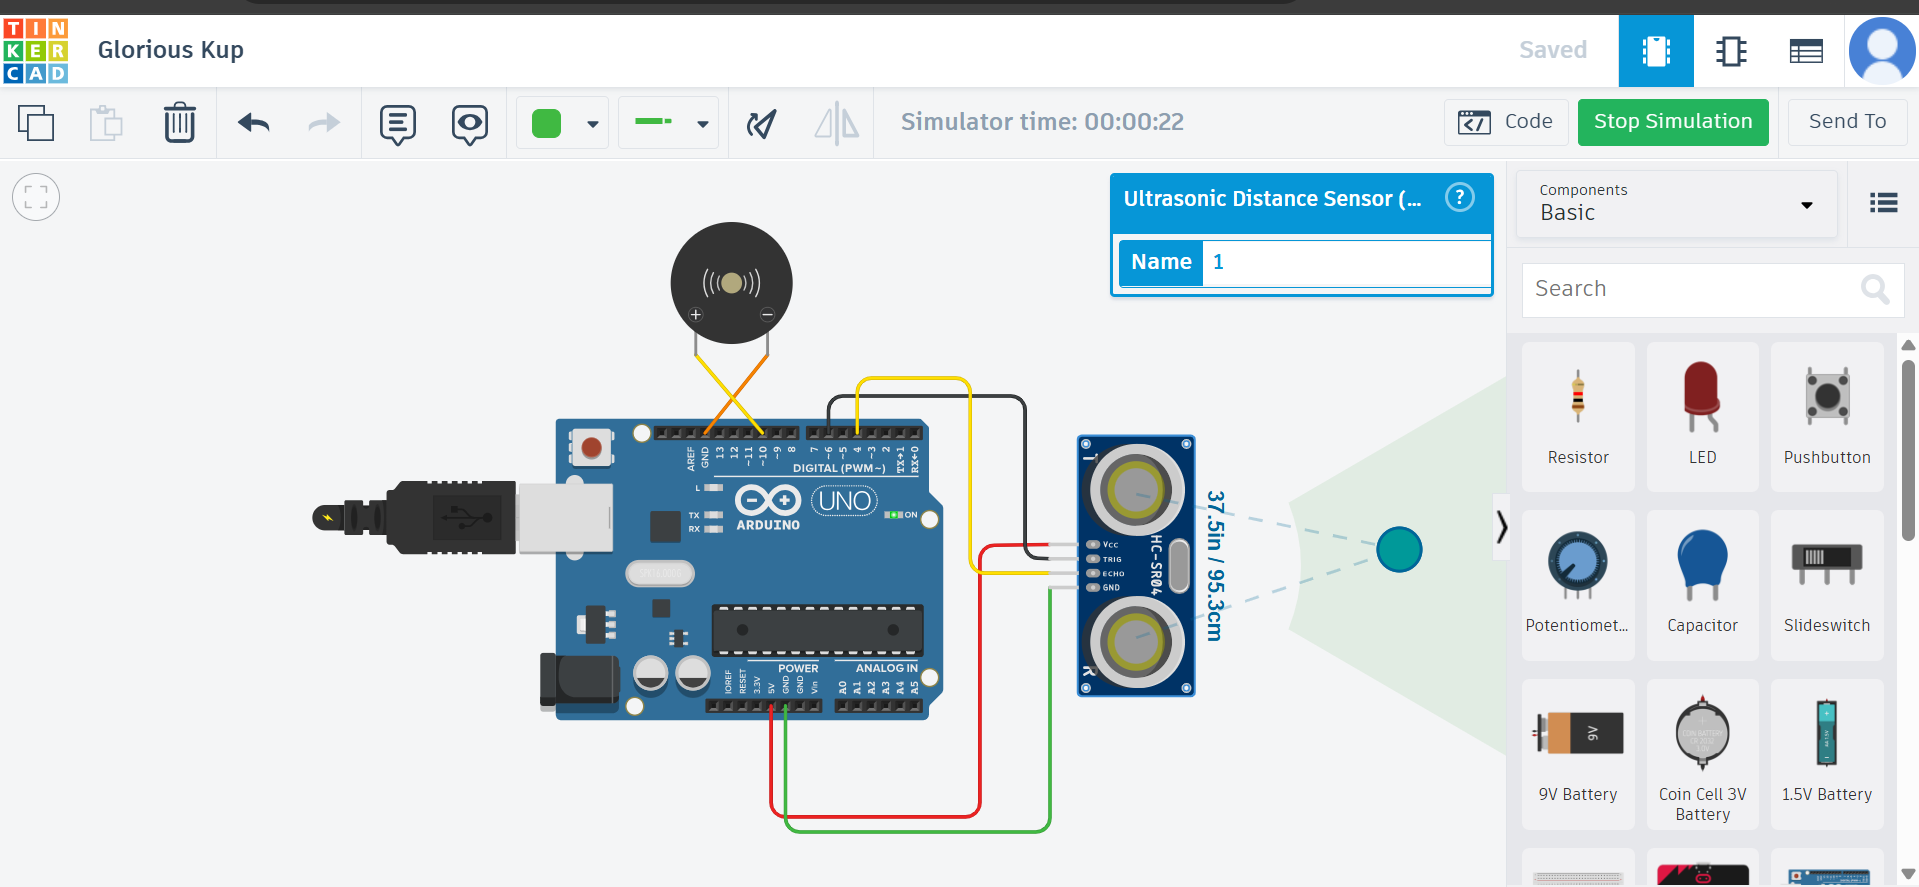 TIN
KER
CAD
Glorious Kup
Saved
Simulator time: 00:00:22
Code
Stop Simulation
Send To
Ultrasonic Distance Sensor (...
?
Name
1
Components
Basic
Search
Resistor
LED
Pushbutton
Potentiomet...
Capacitor
Slideswitch
9V
9V Battery
Coin Cell 3V
Battery
1.5V Battery
AREF
GND
13
12
~11
~10
~9
8
7
~6
~5
4
~3
2
TX→1
RX←0
DIGITAL (PWM~)
L
TX
RX
ARDUINO
UNO
ON
POWER
ANALOG IN
IOREF
RESET
3.3V
5V
GND
GND
Vin
A0
A1
A2
A3
A4
A5
T
VCC
TRIG
ECHO
GND
HC-SR04
R
37.5in / 95.3cm